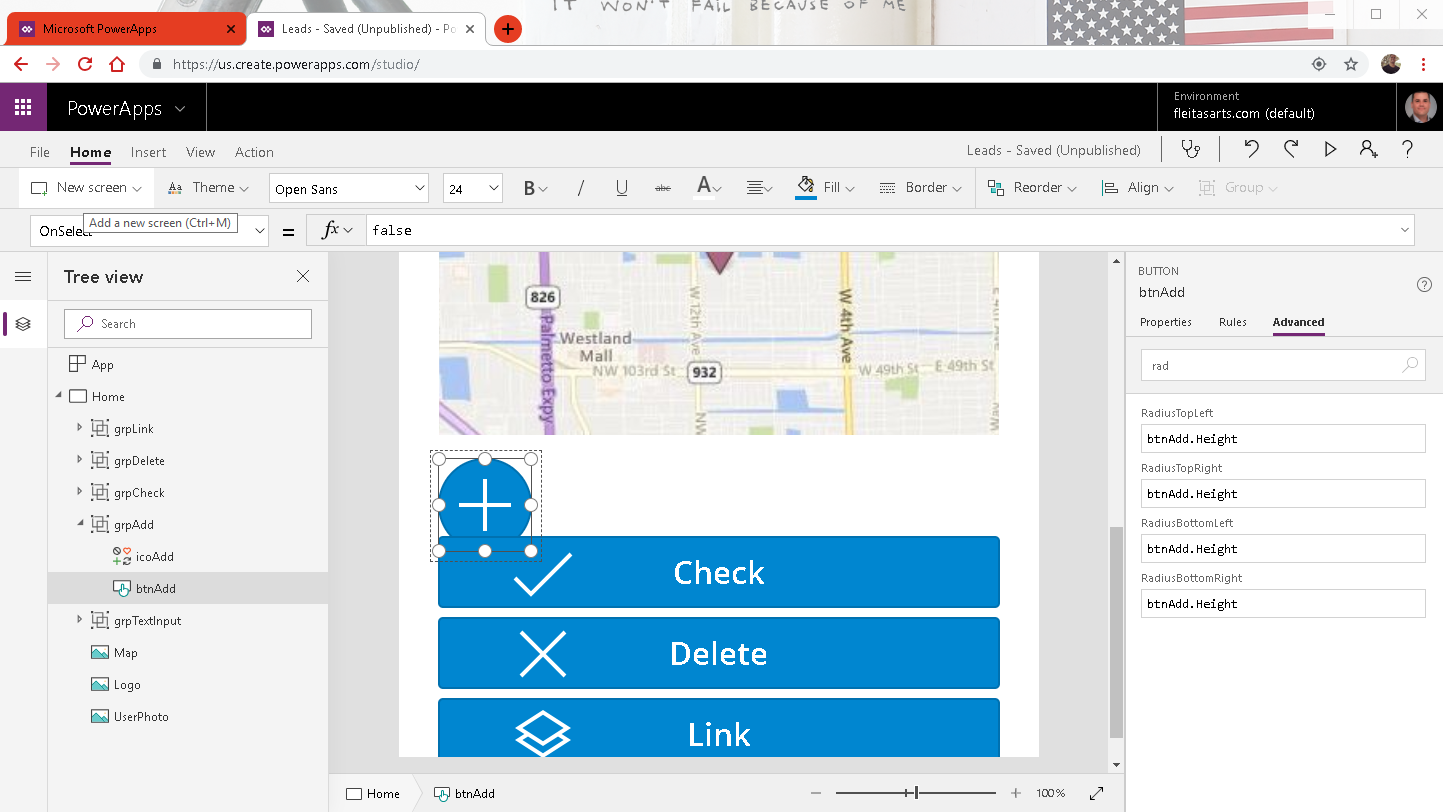 IT WON'T FAIL BECAUSE OF ME
Microsoft PowerApps
Leads - Saved (Unpublished) - Po
https://us.create.powerapps.com/studio/
PowerApps
Environment
fleitasarts.com (default)
File Home Insert View Action
Leads - Saved (Unpublished)
New screen
Theme
Open Sans
24
B
/
U
abc
A
Fill
Border
Reorder
Align
Group
OnSelect
Add a new screen (Ctrl+M)
=
fx
false
Tree view
Search
App
Home
grpLink
grpDelete
grpCheck
grpAdd
icoAdd
btnAdd
grpTextInput
Map
Logo
UserPhoto
826
Palmetto Expy
Westland
Mall
NW 103rd St
932
W 12th Ave
W 4th Ave
W 49th St
E 49th St
Check
Delete
Link
Home
btnAdd
100%
BUTTON
btnAdd
Properties Rules Advanced
rad
RadiusTopLeft
btnAdd.Height
RadiusTopRight
btnAdd.Height
RadiusBottomLeft
btnAdd.Height
RadiusBottomRight
btnAdd.Height